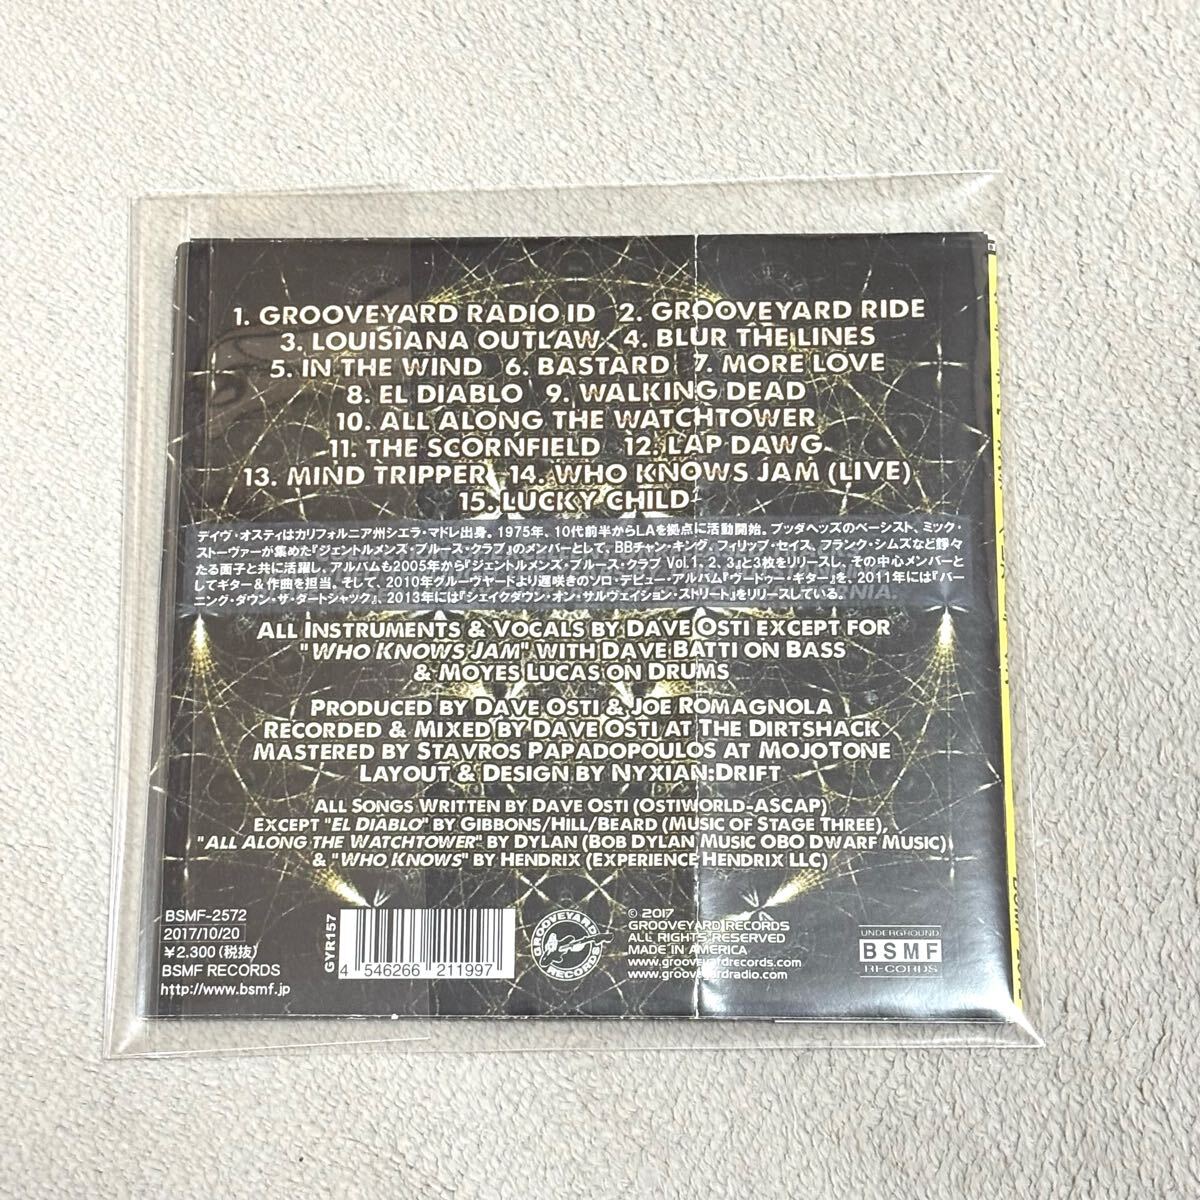 1. GROOVEYARD RADIO ID 2. GROOVEYARD RIDE
3. LOUISIANA OUTLAW 4. BLUR THE LINES
5. IN THE WIND 6. BASTARD 7. MORE LOVE
8. EL DIABLO 9. WALKING DEAD
10. ALL ALONG THE WATCHTOWER
11. THE SCORNFIELD 12. LAP DAWG
13. MIND TRIPPER 14. WHO KNOWS JAM (LIVE)
15. LUCKY CHILD
デイヴ・オスティはカリフォルニア州シエラ・マドレ出身。1975年、10代前半からLAを拠点に活動開始。ブッダヘッズのベーシスト、ミック・
ストーヴァーが集めた『ジェントルメンズ・ブルース・クラブ』のメンバーとして、BBチャン・キング、フィリップ・セイス、フランク・シムズなど錚々
たる面子と共に活躍し、アルバムも2005年から『ジェントルメンズ・ブルース・クラブ Vol.1, 2, 3』と3枚をリリースし、その中心メンバーと
してギター＆作曲を担当。そして、2010年グルーヴヤードより遅咲きのソロ・デビュー・アルバム『ヴードゥー・ギター』を、2011年には『バー
ニング・ダウン・ザ・ダートシャック』、2013年には『シェイクダウン・オン・サルヴェイション・ストリート』をリリースしている。
ALL INSTRUMENTS & VOCALS BY DAVE OSTI EXCEPT FOR
"WHO KNOWS JAM" WITH DAVE BATTI ON BASS
& MOYES LUCAS ON DRUMS
PRODUCED BY DAVE OSTI & JOE ROMAGNOLA
RECORDED & MIXED BY DAVE OSTI AT THE DIRTSHACK
MASTERED BY STAVROS PAPADOPOULOS AT MOJOTONE
LAYOUT & DESIGN BY NYXIAN:DRIFT
ALL SONGS WRITTEN BY DAVE OSTI (OSTIWORLD-ASCAP)
EXCEPT "EL DIABLO" BY GIBBONS/HILL/BEARD (MUSIC OF STAGE THREE),
"ALL ALONG THE WATCHTOWER" BY DYLAN (BOB DYLAN MUSIC OBO DWARF MUSIC)
& "WHO KNOWS" BY HENDRIX (EXPERIENCE HENDRIX LLC)
BSMF-2572
2017/10/20
￥2,300(税抜)
BSMF RECORDS
http://www.bsmf.jp
GYR157
4 546266 211997
GROOVEYARD
RECORDS
© 2017
GROOVEYARD RECORDS
ALL RIGHTS RESERVED
MADE IN AMERICA
www.grooveyardrecords.com
www.grooveyardradio.com
UNDERGROUND
BSMF
RECORDS